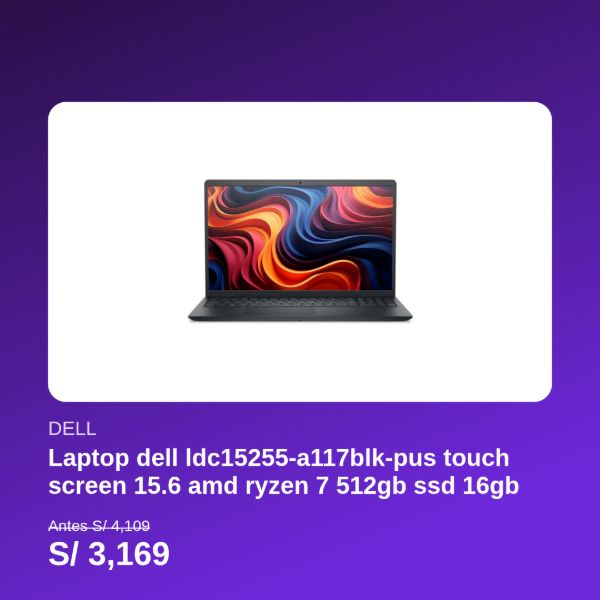 DELL
Laptop dell ldc15255-a117blk-pus touch
screen 15.6 amd ryzen 7 512gb ssd 16gb
Antes S/ 4,109
S/ 3,169